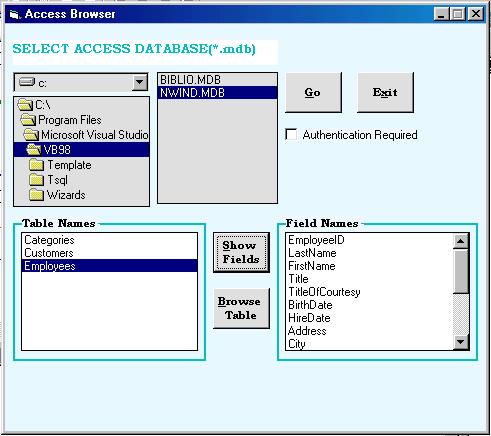 Access Browser
SELECT ACCESS DATABASE(*.mdb)
c:
C:\
Program Files
Microsoft Visual Studio
VB98
Template
Tsql
Wizards
BIBLIO.MDB
NWIND.MDB
Go
Exit
Authentication Required
Table Names
Categories
Customers
Employees
Show
Fields
Browse
Table
Field Names
EmployeeID
LastName
FirstName
Title
TitleOfCourtesy
BirthDate
HireDate
Address
City